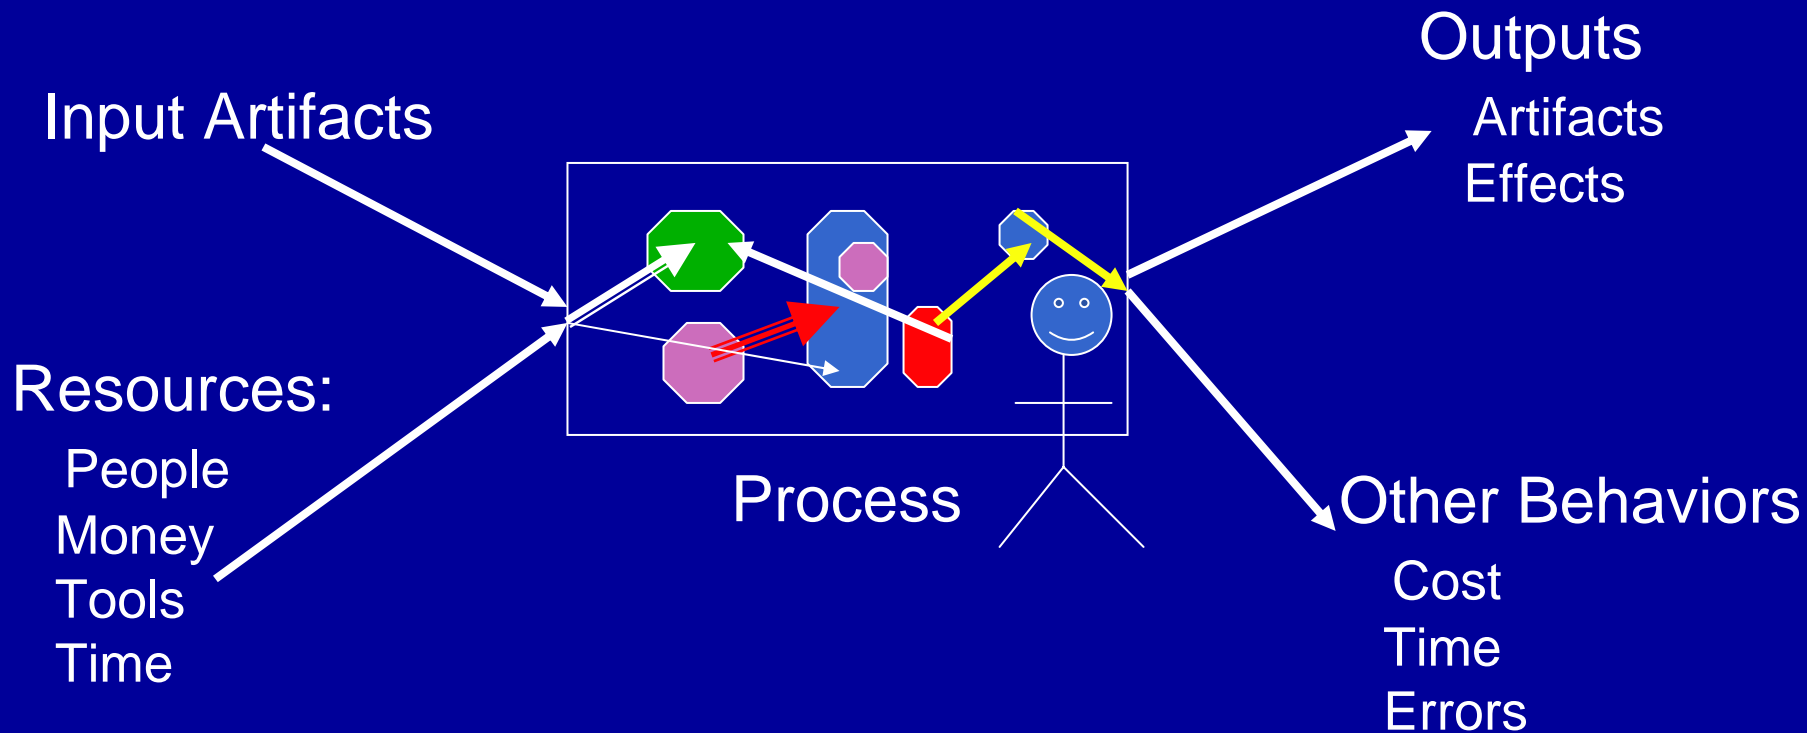 Input Artifacts
Resources:
People
Money
Tools
Time
Process
Outputs
Artifacts
Effects
Other Behaviors
Cost
Time
Errors